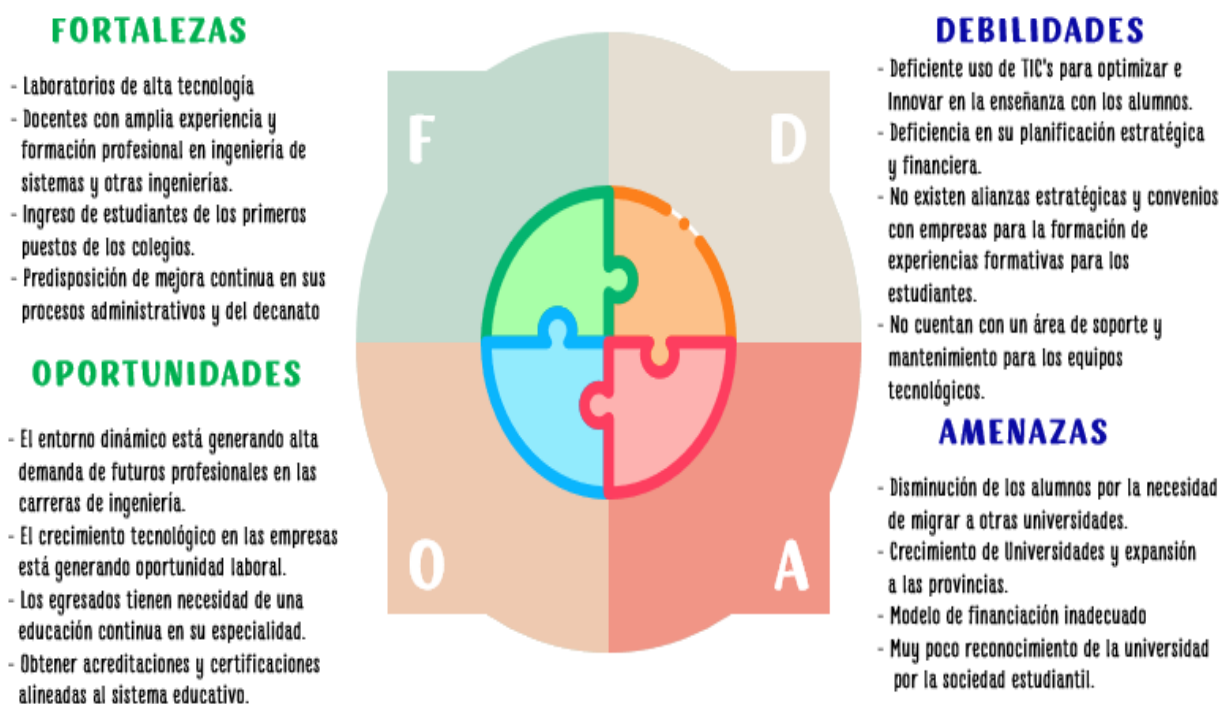 FORTALEZAS
- Laboratorios de alta tecnología
- Docentes con amplia experiencia y
formación profesional en ingeniería de
sistemas y otras ingenierías.
- Ingreso de estudiantes de los primeros
puestos de los colegios.
- Predisposición de mejora continua en sus
procesos administrativos y del decanato
OPORTUNIDADES
- El entorno dinámico está generando alta
demanda de futuros profesionales en las
carreras de ingeniería.
- El crecimiento tecnológico en las empresas
está generando oportunidad laboral.
- Los egresados tienen necesidad de una
educación continua en su especialidad.
- Obtener acreditaciones y certificaciones
alineadas al sistema educativo.
F
D
O
A
DEBILIDADES
- Deficiente uso de TIC's para optimizar e
Innovar en la enseñanza con los alumnos.
- Deficiencia en su planificación estratégica
y financiera.
- No existen alianzas estratégicas y convenios
con empresas para la formación de
experiencias formativas para los
estudiantes.
- No cuentan con un área de soporte y
mantenimiento para los equipos
tecnológicos.
AMENAZAS
- Disminución de los alumnos por la necesidad
de migrar a otras universidades.
- Crecimiento de Universidades y expansión
a las provincias.
- Modelo de financiación inadecuado
- Muy poco reconocimiento de la universidad
por la sociedad estudiantil.